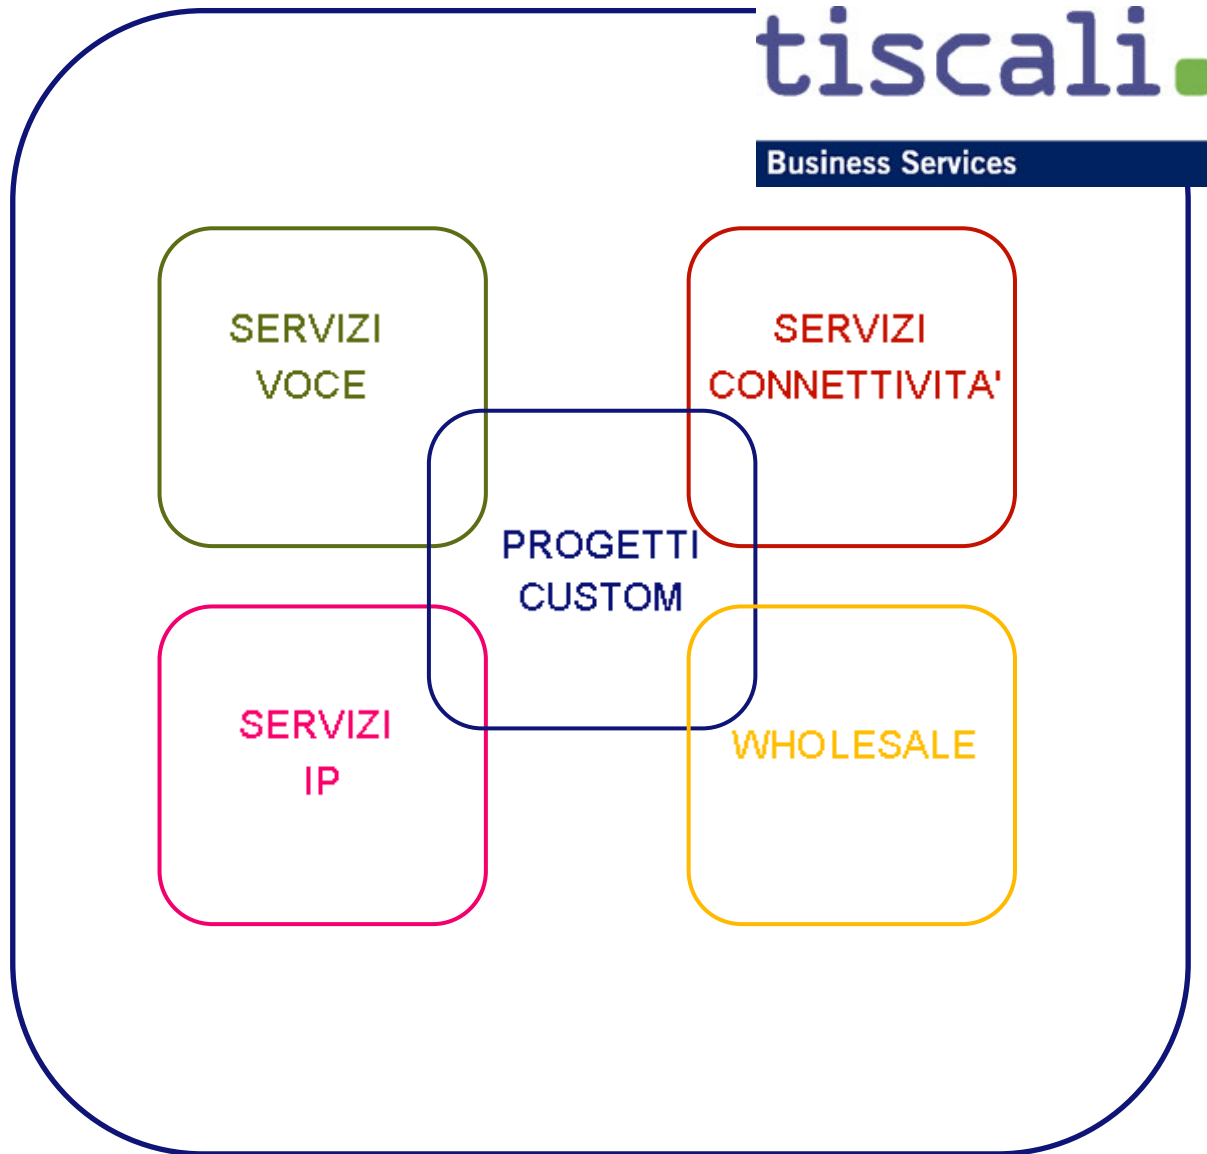 tiscali.
Business Services
SERVIZI
VOCE
SERVIZI
CONNETTIVITA'
PROGETTI
CUSTOM
SERVIZI
IP
WHOLESALE